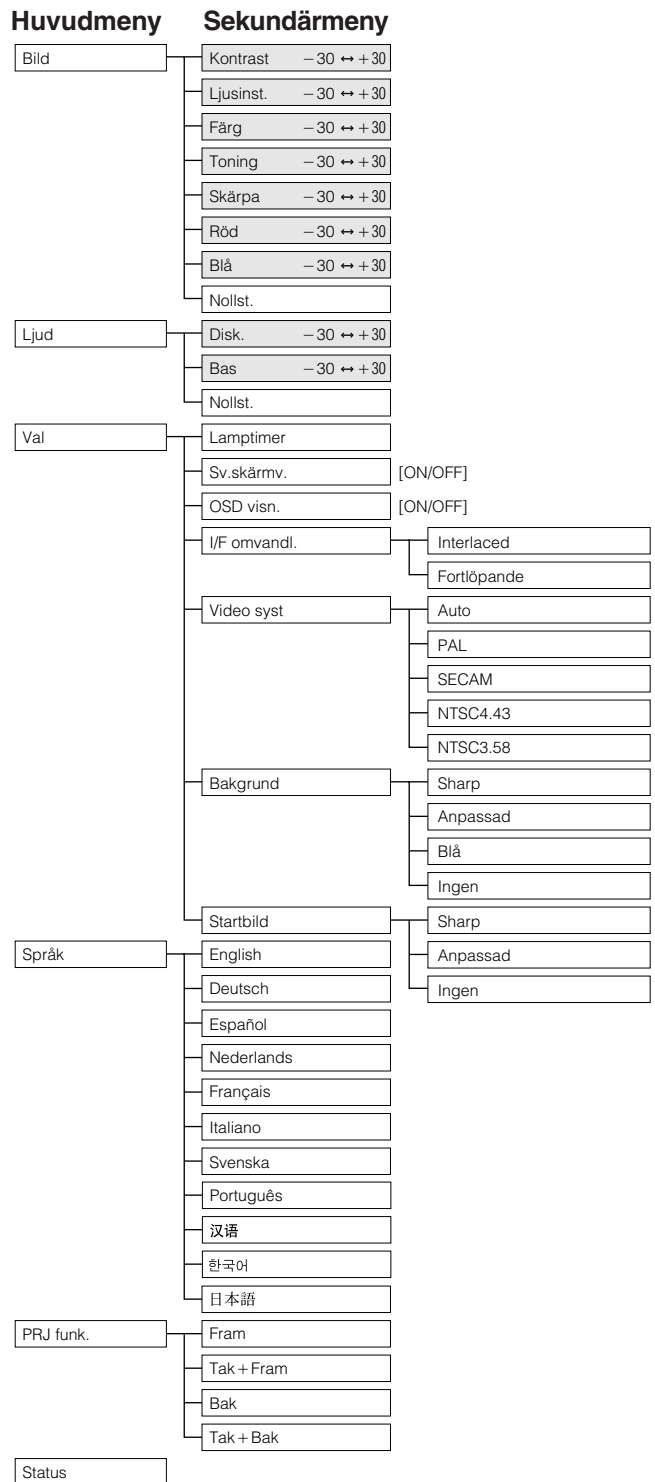 Huvudmeny Sekundärmeny
Bild Kontrast −30 ↔ +30
Ljusinst. −30 ↔ +30
Färg −30 ↔ +30
Toning −30 ↔ +30
Skärpa −30 ↔ +30
Röd −30 ↔ +30
Blå −30 ↔ +30
Nollst.
Ljud Disk. −30 ↔ +30
Bas −30 ↔ +30
Nollst.
Val Lamptimer
Sv.skärmv. [ON/OFF]
OSD visn. [ON/OFF]
I/F omvandl. Interlaced
Fortlöpande
Video syst Auto
PAL
SECAM
NTSC4.43
NTSC3.58
Bakgrund Sharp
Anpassad
Blå
Ingen
Startbild Sharp
Språk English Anpassad
Deutsch Ingen
Español
Nederlands
Français
Italiano
Svenska
Português
汉语
한국어
日本語
PRJ funk. Fram
Tak+Fram
Bak
Tak+Bak
Status